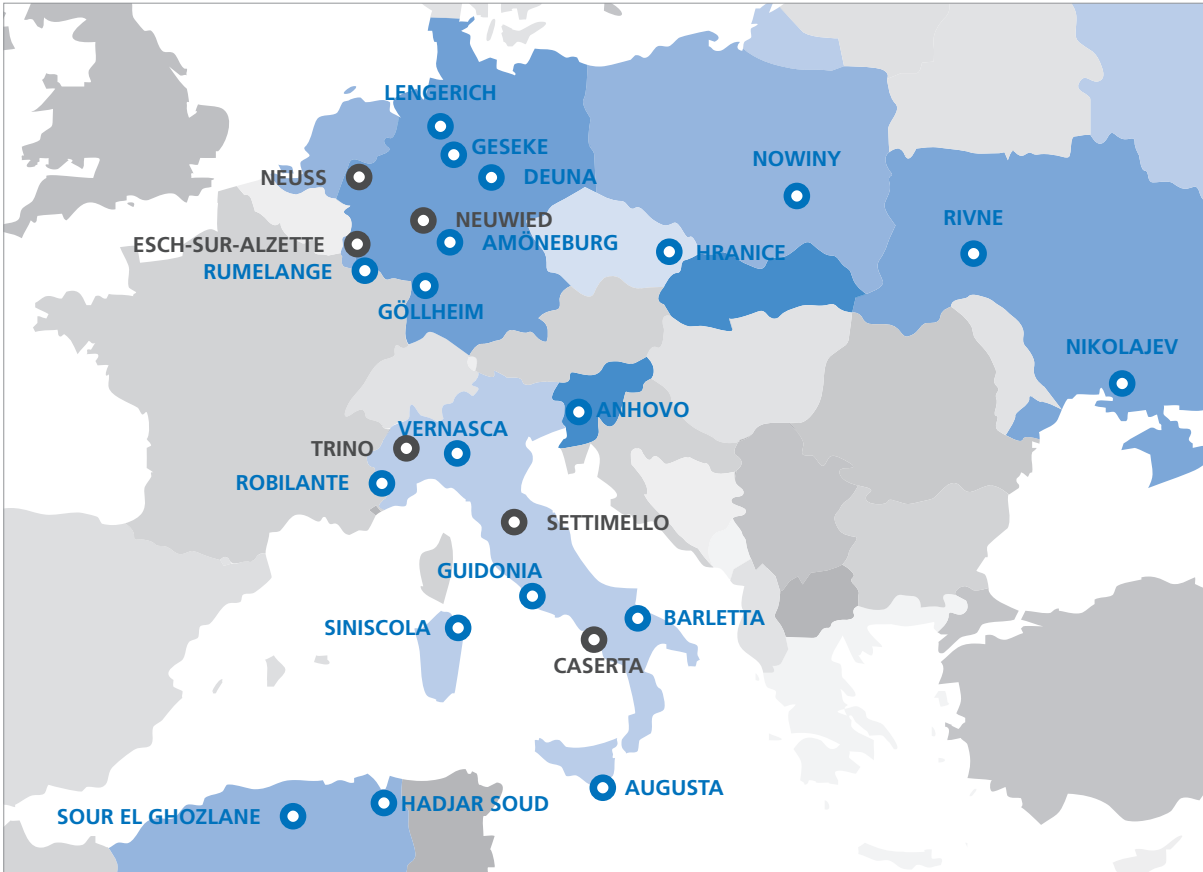 LENGERICH
GESEKE
NOWINY
NEUSS
DEUNA
RIVNE
NEUWIED
ESCH-SUR-ALZETTE
AMÖNEBURG
HRANICE
RUMELANGE
GÖLLHEIM
NIKOLAJEV
ANHOVO
VERNASCA
TRINO
ROBILANTE
SETTIMELLO
GUIDONIA
BARLETTA
SINISCOLA
CASERTA
AUGUSTA
HADJAR SOUD
SOUR EL GHOZLANE